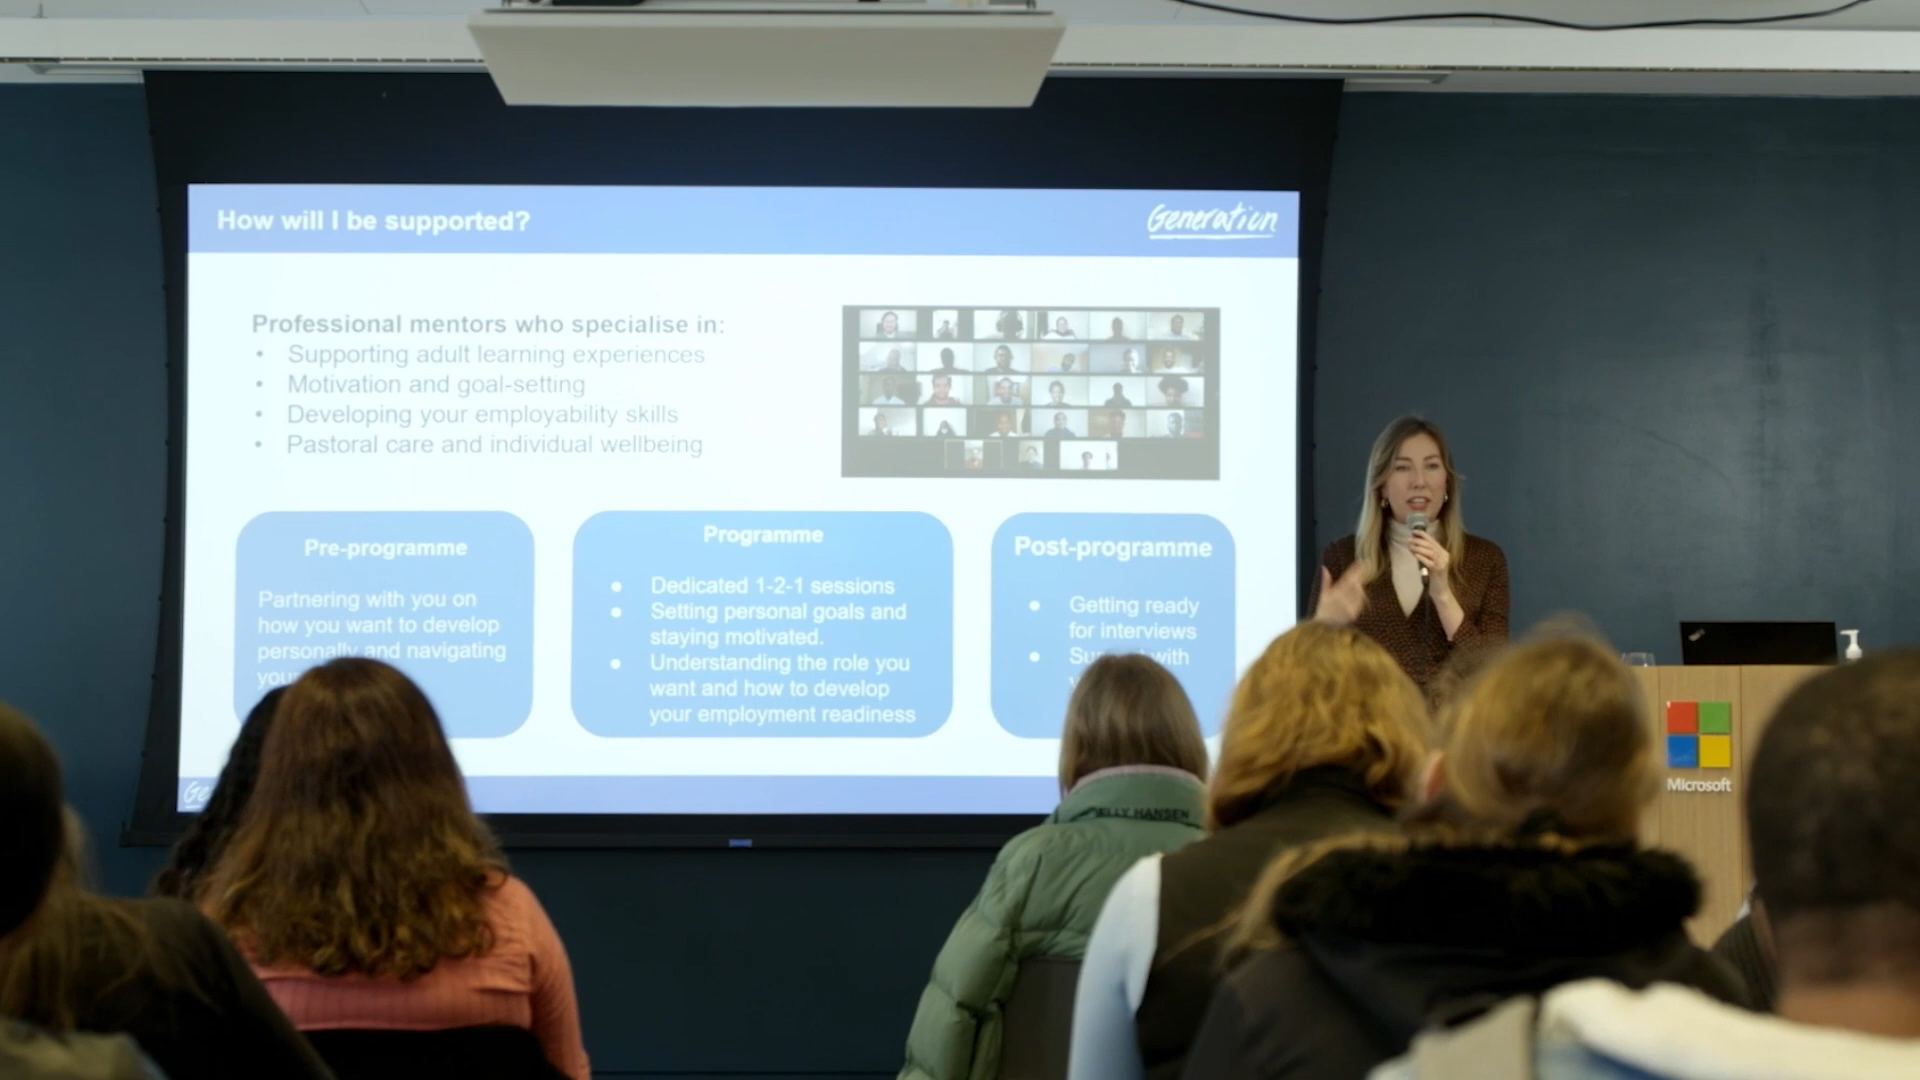 How will I be supported?
Generation
Professional mentors who specialise in:
• Supporting adult learning experiences
• Motivation and goal-setting
• Developing your employability skills
• Pastoral care and individual wellbeing
Pre-programme
Partnering with you on
how you want to develop
personally and navigating
Programme
● Dedicated 1-2-1 sessions
● Setting personal goals and
staying motivated.
● Understanding the role you
want and how to develop
your employment readiness
Post-programme
● Getting ready
for interviews
● with
HANSEN
Microsoft